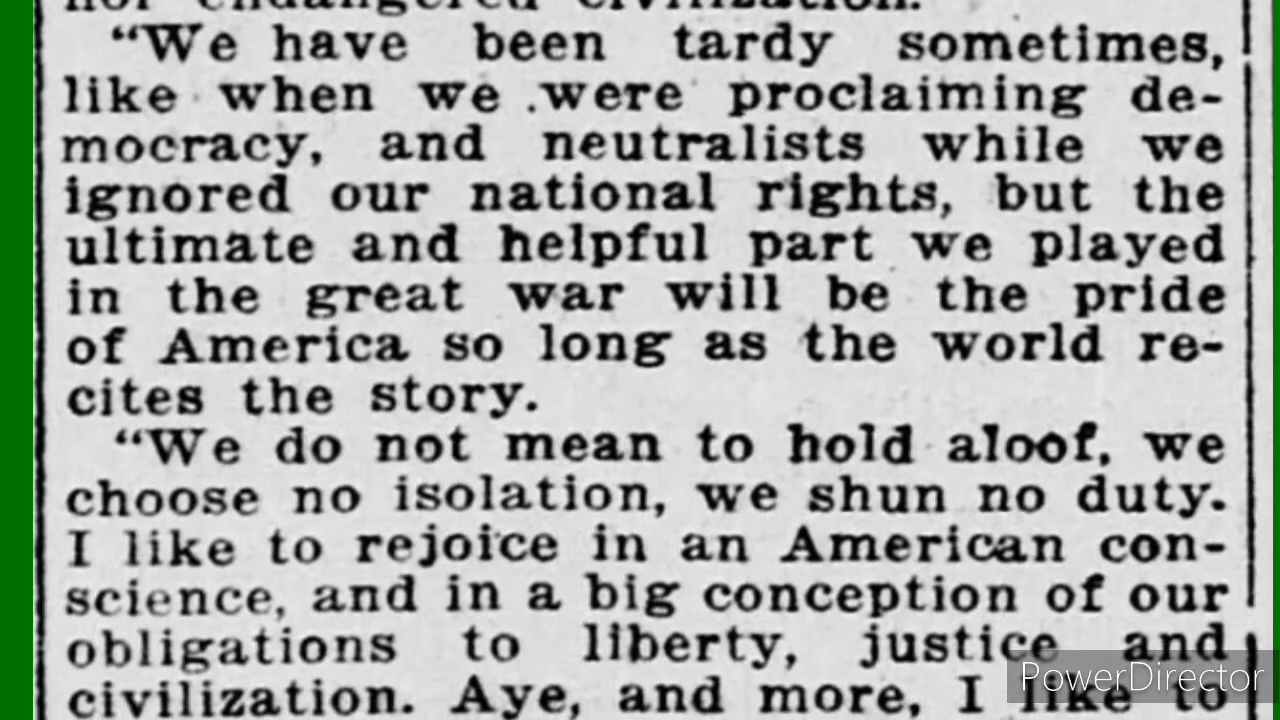 nor endangered civilization.
“We have been tardy sometimes,
like when we were proclaiming de-
mocracy, and neutralists while we
ignored our national rights, but the
ultimate and helpful part we played
in the great war will be the pride
of America so long as the world re-
cites the story.
“We do not mean to hold aloof, we
choose no isolation, we shun no duty.
I like to rejoice in an American con-
science, and in a big conception of our
obligations to liberty, justice and
civilization. Aye, and more, I like to
PowerDirector